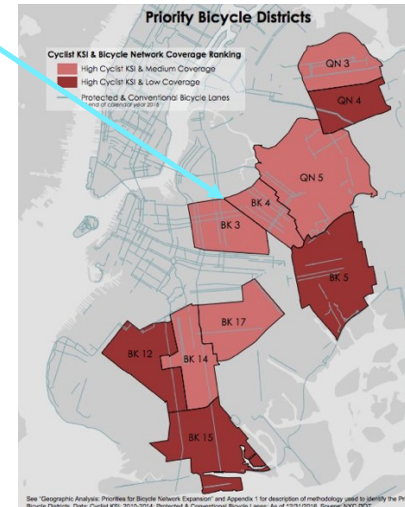 Priority Bicycle Districts
Cyclist KSI & Bicycle Network Coverage Ranking
High Cyclist KSI & Medium Coverage
High Cyclist KSI & Low Coverage
Protected & Conventional Bicycle Lanes
end of calendar year 2016
QN 3
QN 4
QN 5
BK 4
BK 3
BK 5
BK 17
BK 12
BK 14
BK 15
See "Geographic Analysis: Priorities for Bicycle Network Expansion" and Appendix 1 for description of methodology used to identify the Pr
Bicycle Districts. Data: Cyclist KSI: 2010-2014; Protected & Conventional Bicycle Lanes: As of 12/31/2016. Source: NYC DOT